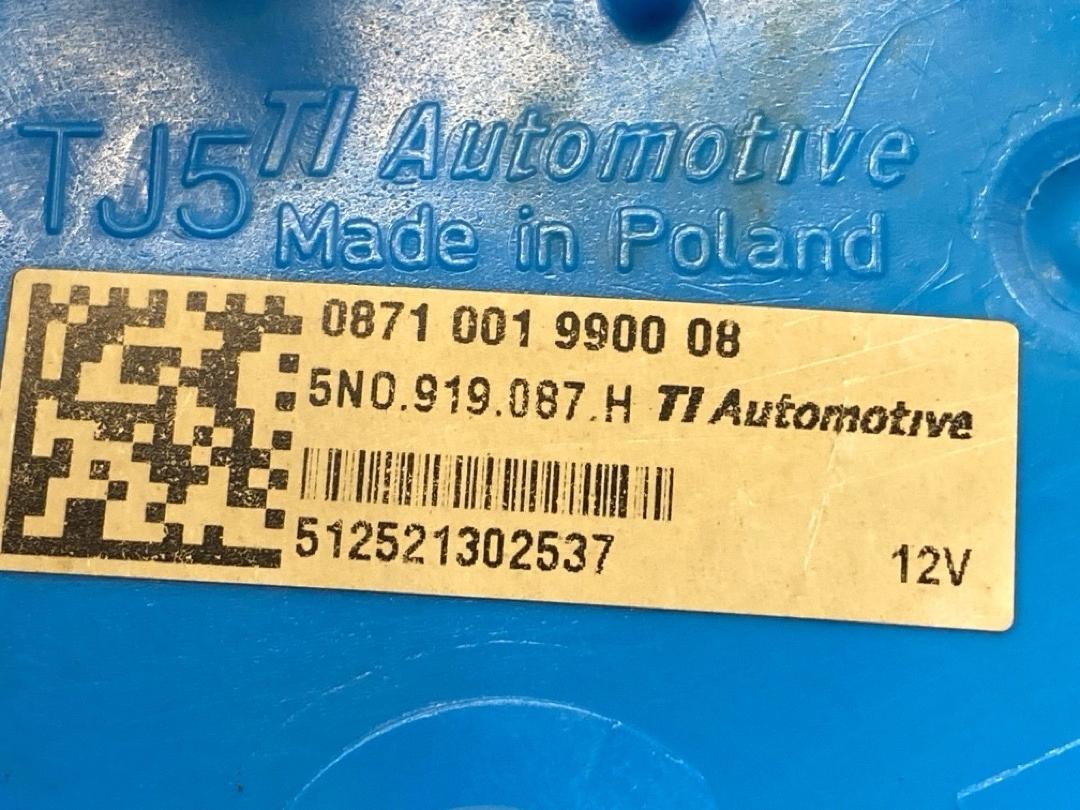 TJ5 TI Automotive
Made in Poland
0871 001 9900 08
5N0.919.087.H TI Automotive
512521302537
12V